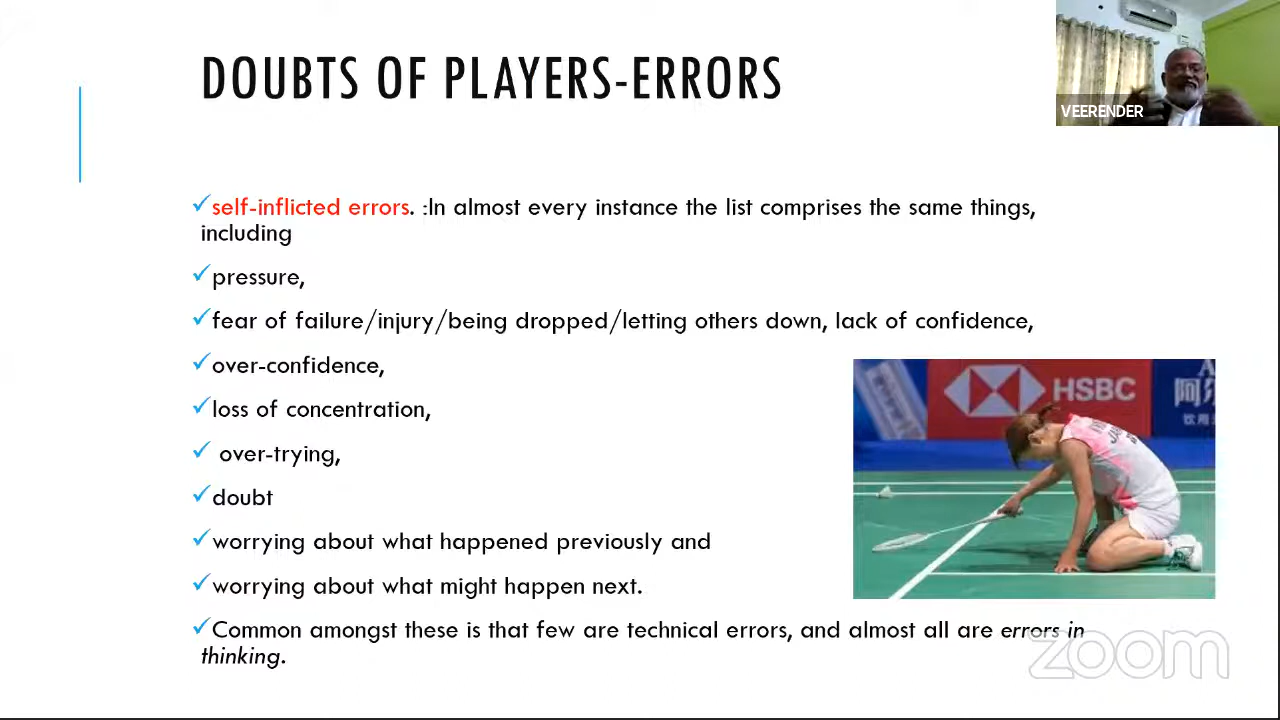 DOUBTS OF PLAYERS-ERRORS
VEERENDER
self-inflicted errors. :In almost every instance the list comprises the same things,
including
pressure,
fear of failure/injury/being dropped/letting others down, lack of confidence,
over-confidence,
loss of concentration,
over-trying,
doubt
worrying about what happened previously and
worrying about what might happen next.
Common amongst these is that few are technical errors, and almost all are errors in
thinking.
HSBC
zoom